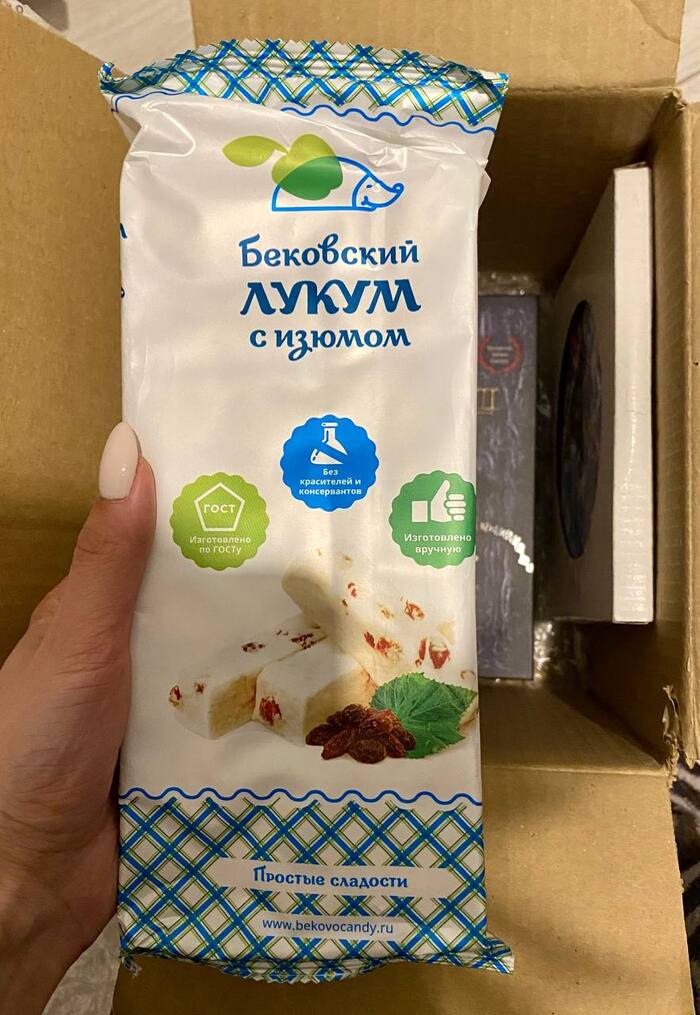 Бековский
ЛУКУМ
с изюмом
Без
красителей и
консервантов
ГОСТ
Изготовлено
по ГОСТу
Изготовлено
вручную
Простые сладости
www.bekovocandy.ru